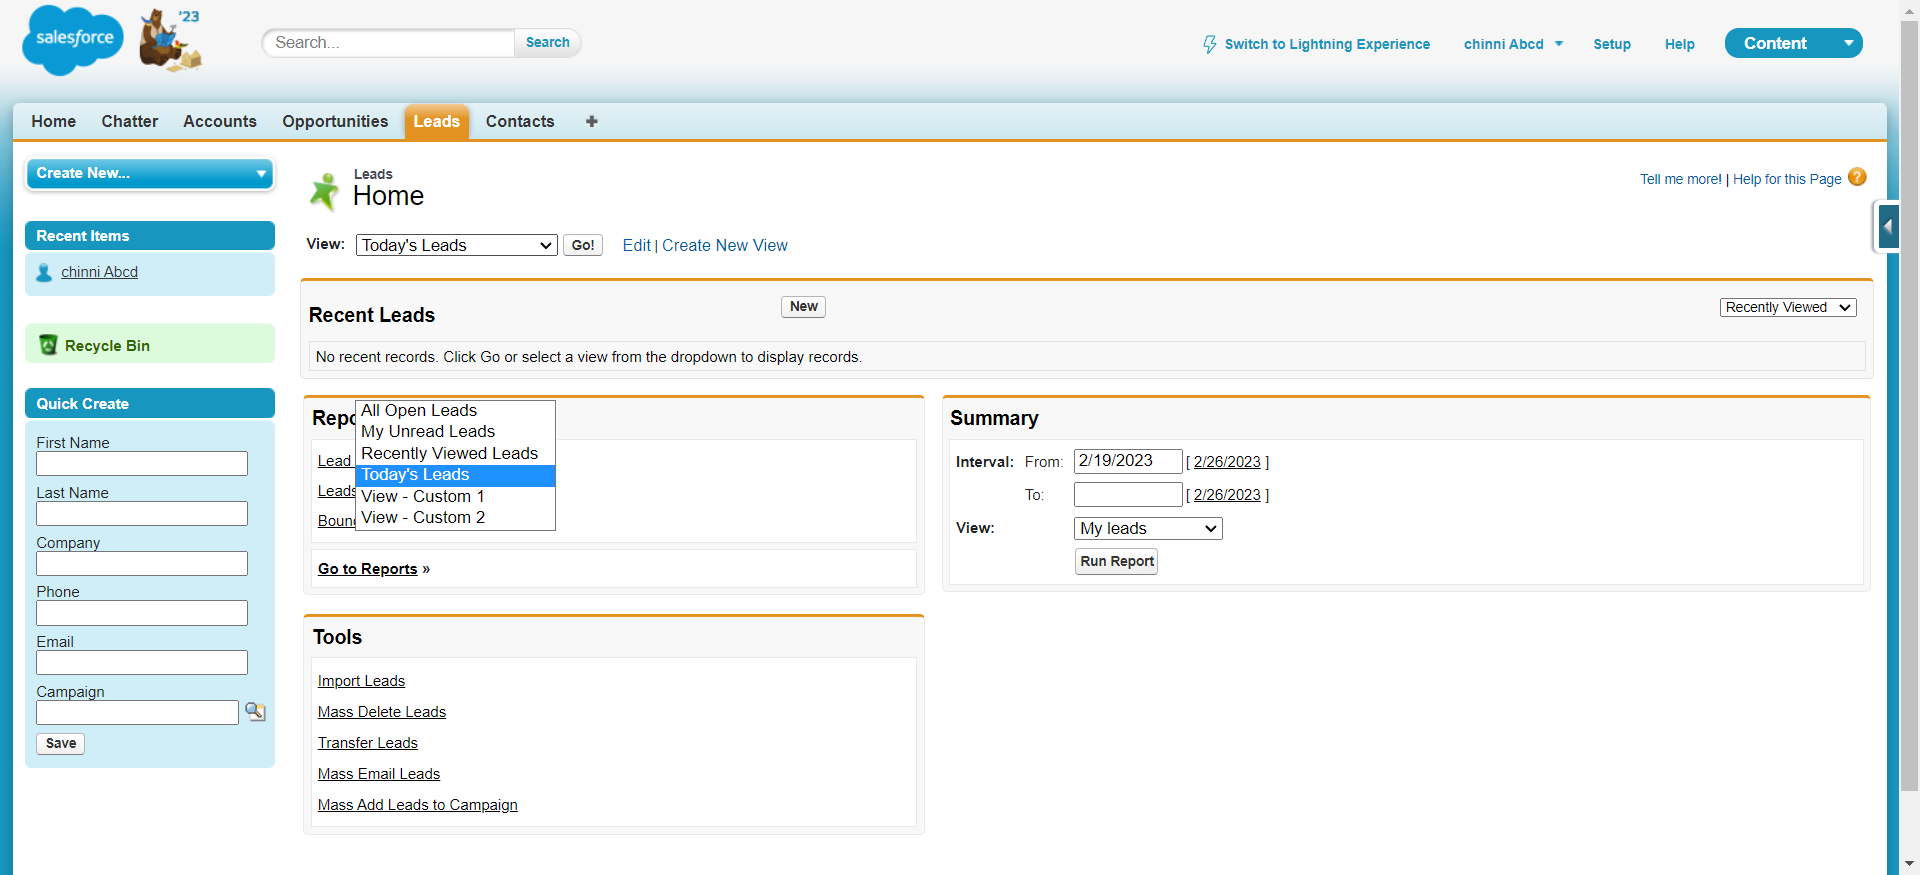 salesforce
'23
Search...
Search
Switch to Lightning Experience
chinni Abcd
Setup
Help
Content
Home
Chatter
Accounts
Opportunities
Leads
Contacts
Create New...
Leads
Home
Tell me more! | Help for this Page
?
Recent Items
chinni Abcd
View:
Today's Leads
Go!
Edit | Create New View
Recent Leads
New
Recently Viewed
No recent records. Click Go or select a view from the dropdown to display records.
Recycle Bin
Quick Create
First Name
Last Name
Company
Phone
Email
Campaign
Save
All Open Leads
My Unread Leads
Recently Viewed Leads
Today's Leads
View - Custom 1
View - Custom 2
Lead
Leads
Go to Reports »
Summary
Interval:
From:
2/19/2023
[ 2/26/2023 ]
To:
[ 2/26/2023 ]
View:
My leads
Run Report
Tools
Import Leads
Mass Delete Leads
Transfer Leads
Mass Email Leads
Mass Add Leads to Campaign